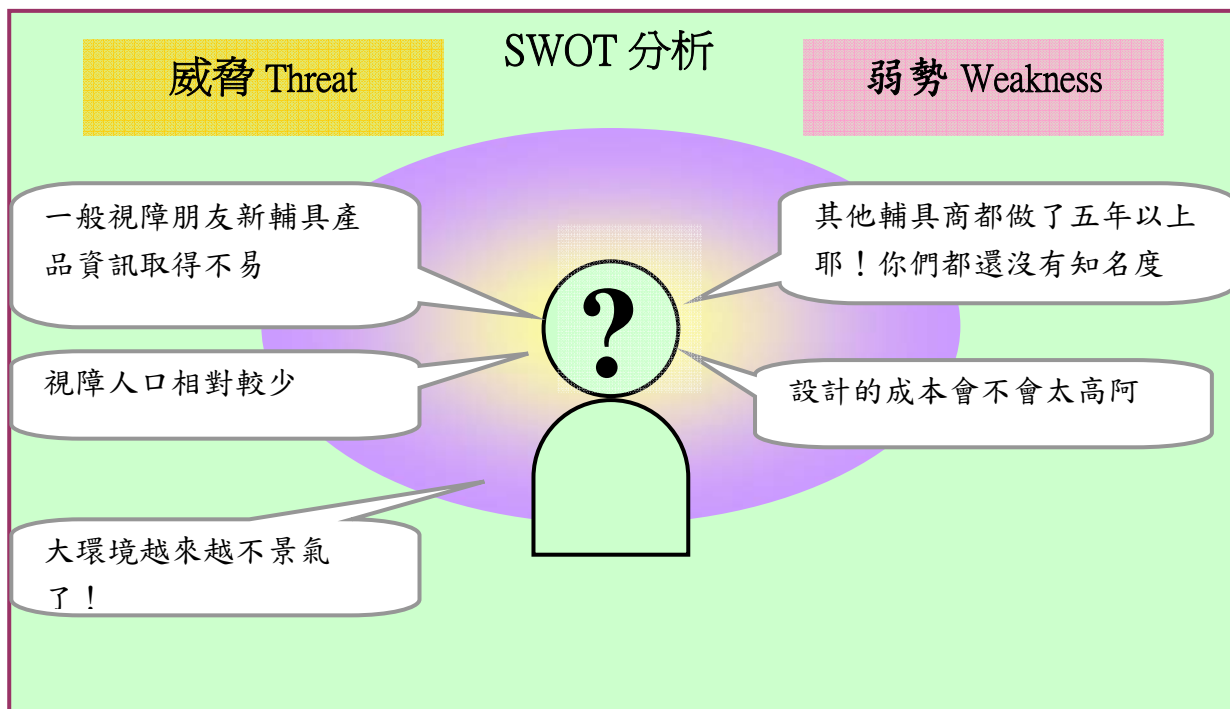 SWOT 分析
威脅 Threat
弱勢 Weakness
一般視障朋友新輔具產
品資訊取得不易
視障人口相對較少
大環境越來越不景氣
了！
其他輔具商都做了五年以上
耶！你們都還沒有知名度
設計的成本會不會太高阿
?